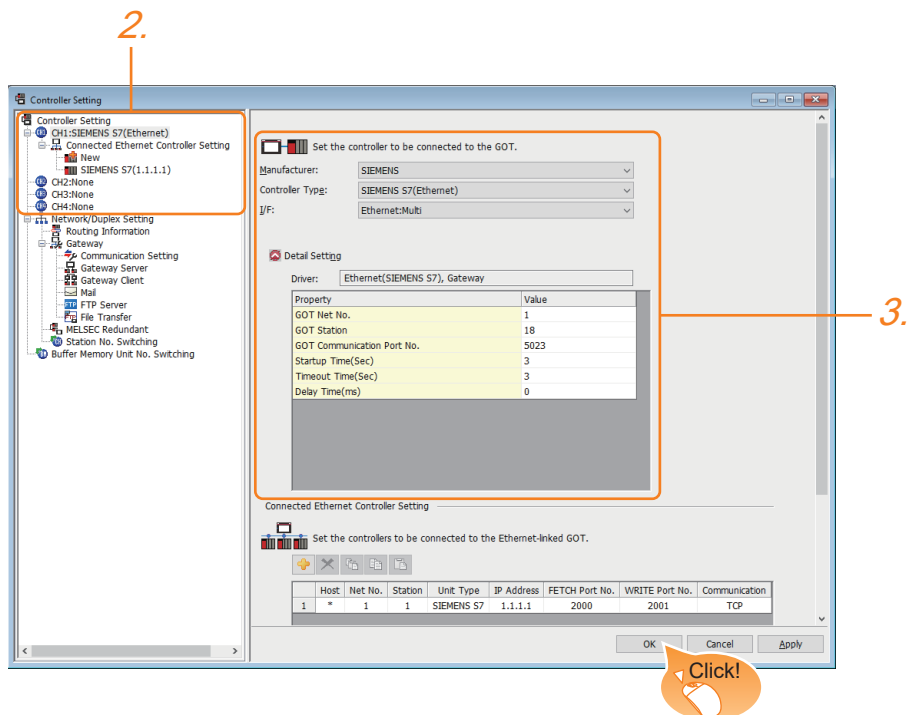 2.
Controller Setting
Controller Setting
CH1:SIEMENS S7(Ethernet)
Connected Ethernet Controller Setting
New
SIEMENS S7(1.1.1.1)
CH2:None
CH3:None
CH4:None
Network/Duplex Setting
Routing Information
Gateway
Communication Setting
Gateway Server
Gateway Client
Mail
FTP FTP Server
File Transfer
MELSEC Redundant
Station No. Switching
Buffer Memory Unit No. Switching
Set the controller to be connected to the GOT.
Manufacturer: SIEMENS
Controller Type: SIEMENS S7(Ethernet)
I/F: Ethernet:Multi
Detail Setting
Driver: Ethernet(SIEMENS S7), Gateway
Property Value
GOT Net No. 1
GOT Station 18
GOT Communication Port No. 5023
Startup Time(Sec) 3
Timeout Time(Sec) 3
Delay Time(ms) 0
3.
Connected Ethernet Controller Setting
Set the controllers to be connected to the Ethernet-linked GOT.
Host Net No. Station Unit Type IP Address FETCH Port No. WRITE Port No. Communication
1 * 1 1 SIEMENS S7 1.1.1.1 2000 2001 TCP
OK Cancel Apply
Click!